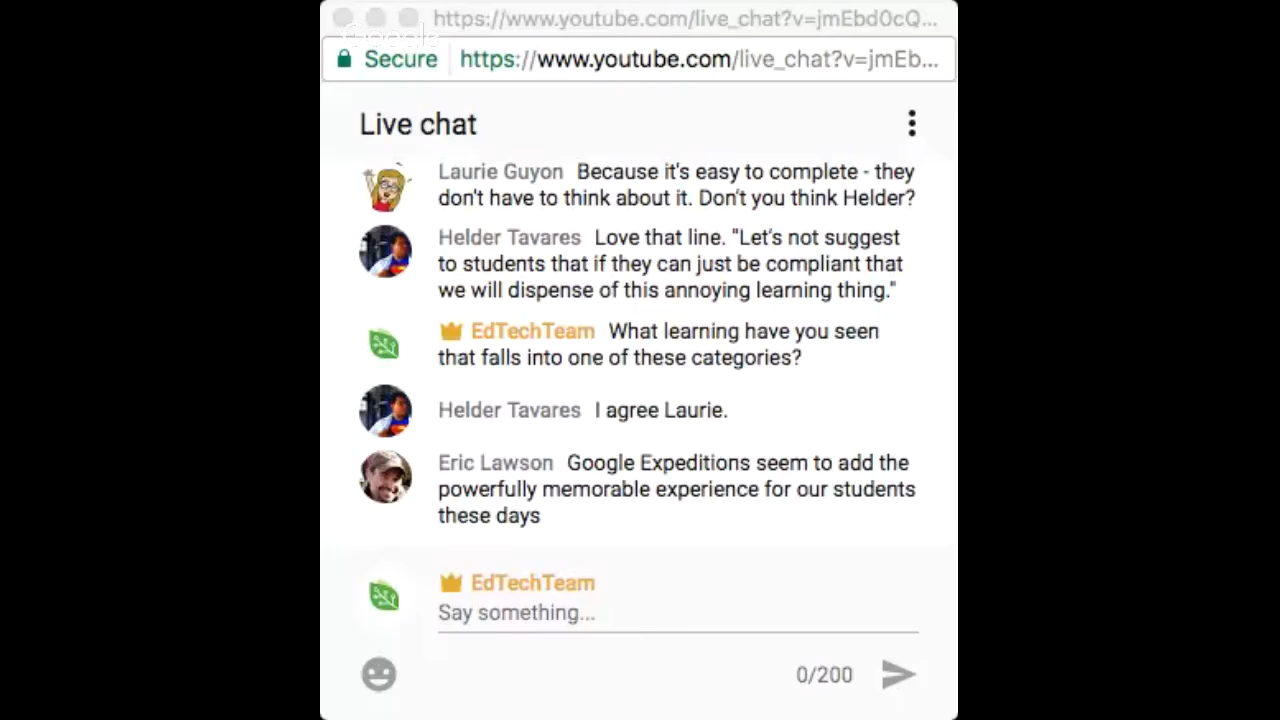 https://www.youtube.com/live_chat?v=jmEbd0cQ...
Google
Secure https://www.youtube.com/live_chat?v=jmEb...
Live chat
Laurie Guyon Because it's easy to complete - they
don't have to think about it. Don't you think Helder?
Helder Tavares Love that line. "Let's not suggest
to students that if they can just be compliant that
we will dispense of this annoying learning thing."
EdTechTeam What learning have you seen
that falls into one of these categories?
Helder Tavares I agree Laurie.
Eric Lawson Google Expeditions seem to add the
powerfully memorable experience for our students
these days
EdTechTeam
Say something...
0/200